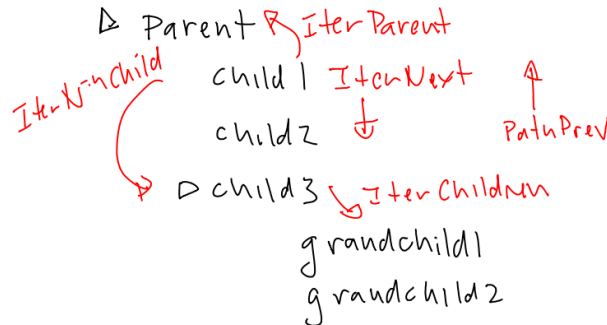 Parent IterParent
IterNthChild
child1 IterNext
child2 PathPrev
child3 IterChildren
grandchild1
grandchild2